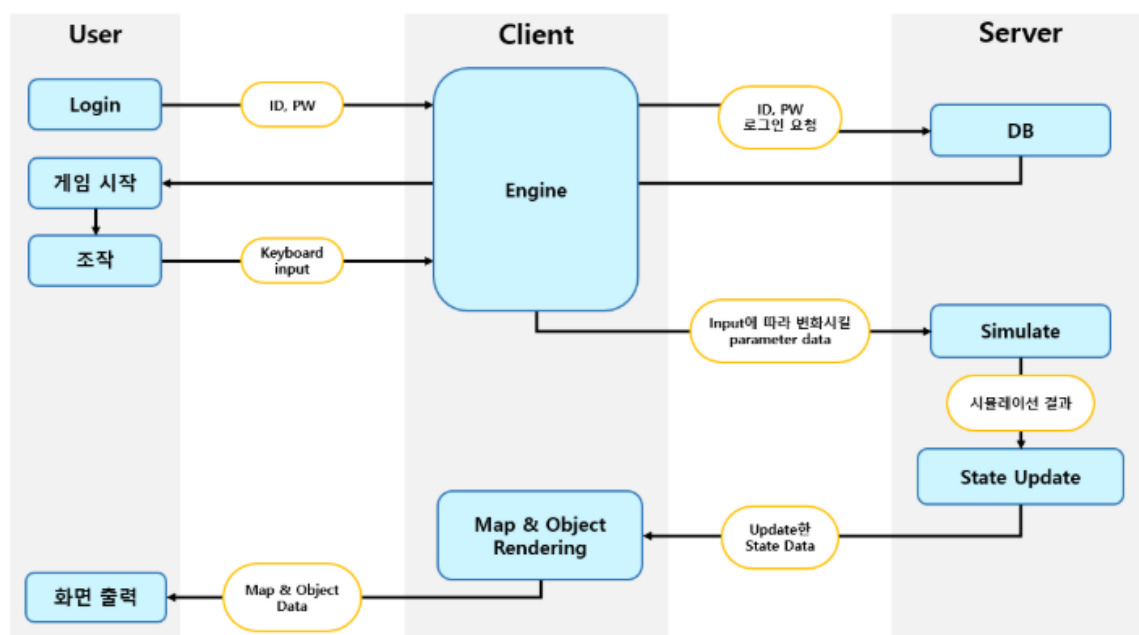 User
Client
Server
Login
ID, PW
ID, PW
로그인 요청
DB
게임 시작
Engine
조작
Keyboard
input
Input에 따라 변화시킬
parameter data
Simulate
시뮬레이션 결과
State Update
Map & Object
Rendering
Update한
State Data
화면 출력
Map & Object
Data